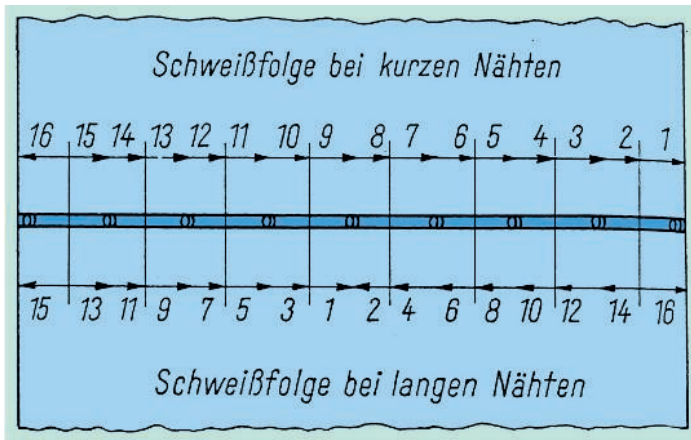 Schweißfolge bei kurzen Nähten
16 15 14 13 12 11 10 9 8 7 6 5 4 3 2 1
15 13 11 9 7 5 3 1 2 4 6 8 10 12 14 16
Schweißfolge bei langen Nähten